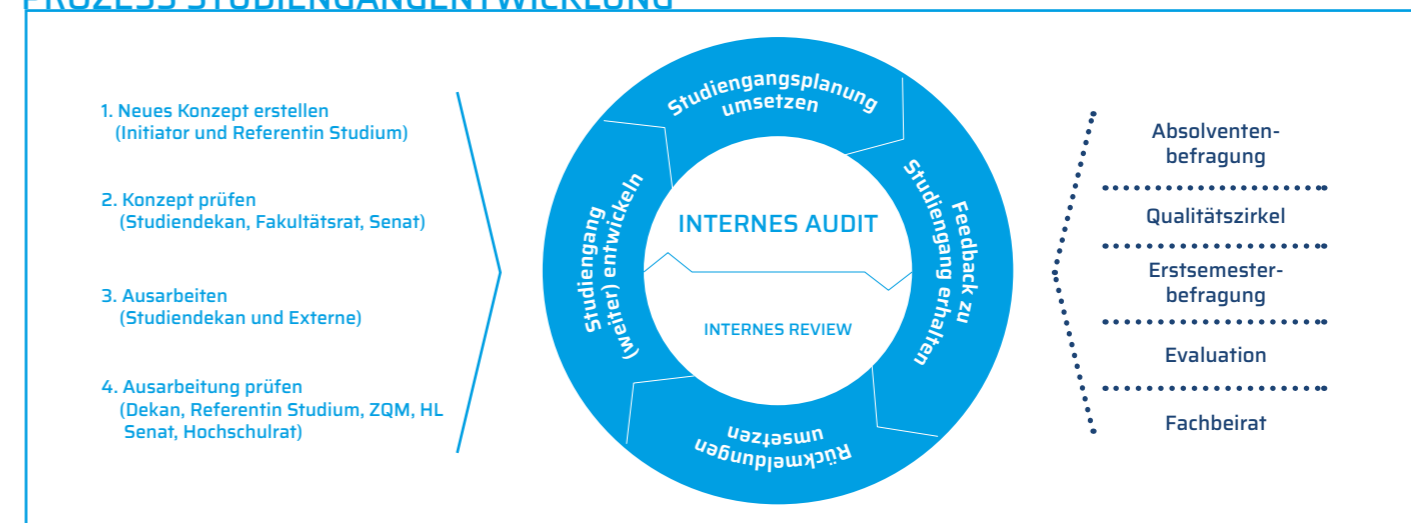 PROZESS STUDIENGANGENTWICKLUNG
1. Neues Konzept erstellen
(Initiator und Referentin Studium)
2. Konzept prüfen
(Studiendekan, Fakultätsrat, Senat)
3. Ausarbeiten
(Studiendekan und Externe)
4. Ausarbeitung prüfen
(Dekan, Referentin Studium, ZQM, HL
Senat, Hochschulrat)
Studiengangsplanung
umsetzen
Feedback zu
Studiengang erhalten
Rückmeldungen
umsetzen
Studiengang
(weiter) entwickeln
INTERNES AUDIT
INTERNES REVIEW
Absolventen-
befragung
Qualitätszirkel
Erstsemester-
befragung
Evaluation
Fachbeirat